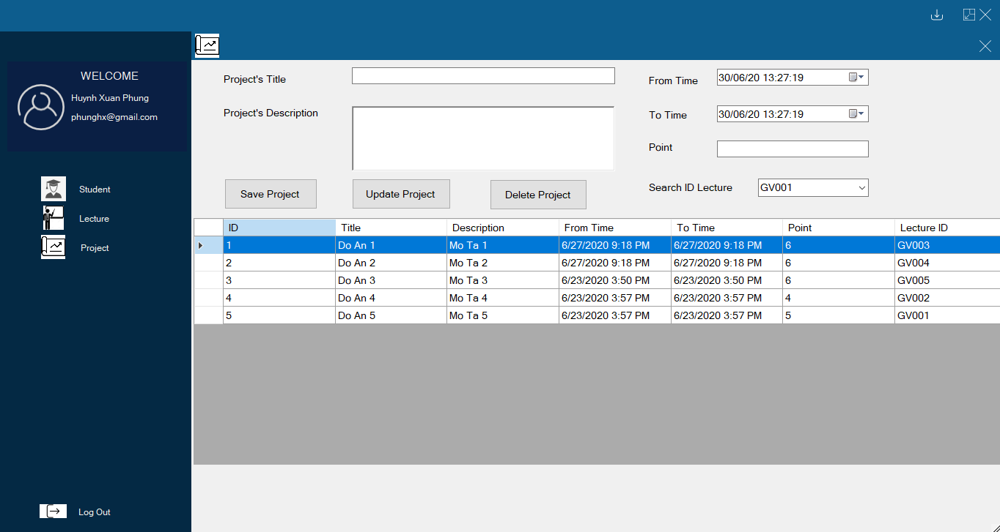 WELCOME
Huynh Xuan Phung
phunghx@gmail.com
Student
Lecture
Project
Log Out
Project's Title
From Time 30/06/20 13:27:19
Project's Description
To Time 30/06/20 13:27:19
Point
Save Project Update Project Delete Project
Search ID Lecture GV001
ID Title Description From Time To Time Point Lecture ID
1 Do An 1 Mo Ta 1 6/27/2020 9:18 PM 6/27/2020 9:18 PM 6 GV003
2 Do An 2 Mo Ta 2 6/27/2020 9:18 PM 6/27/2020 9:18 PM 6 GV004
3 Do An 3 Mo Ta 3 6/23/2020 3:50 PM 6/23/2020 3:50 PM 6 GV005
4 Do An 4 Mo Ta 4 6/23/2020 3:57 PM 6/23/2020 3:57 PM 4 GV002
5 Do An 5 Mo Ta 5 6/23/2020 3:57 PM 6/23/2020 3:57 PM 5 GV001